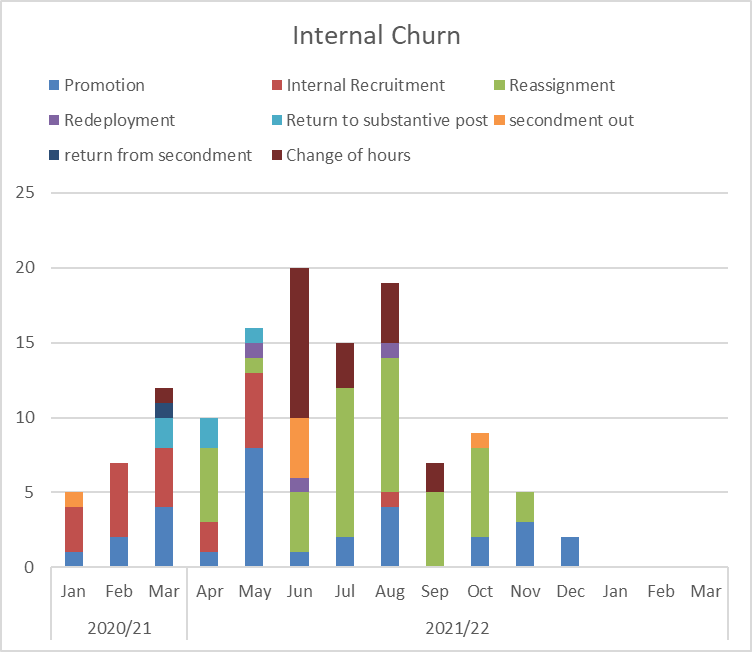 Internal Churn
Promotion Internal Recruitment Reassignment
Redeployment Return to substantive post secondment out
return from secondment Change of hours
25
20
15
10
5
0
Jan Feb Mar Apr May Jun Jul Aug Sep Oct Nov Dec Jan Feb Mar
2020/21 2021/22